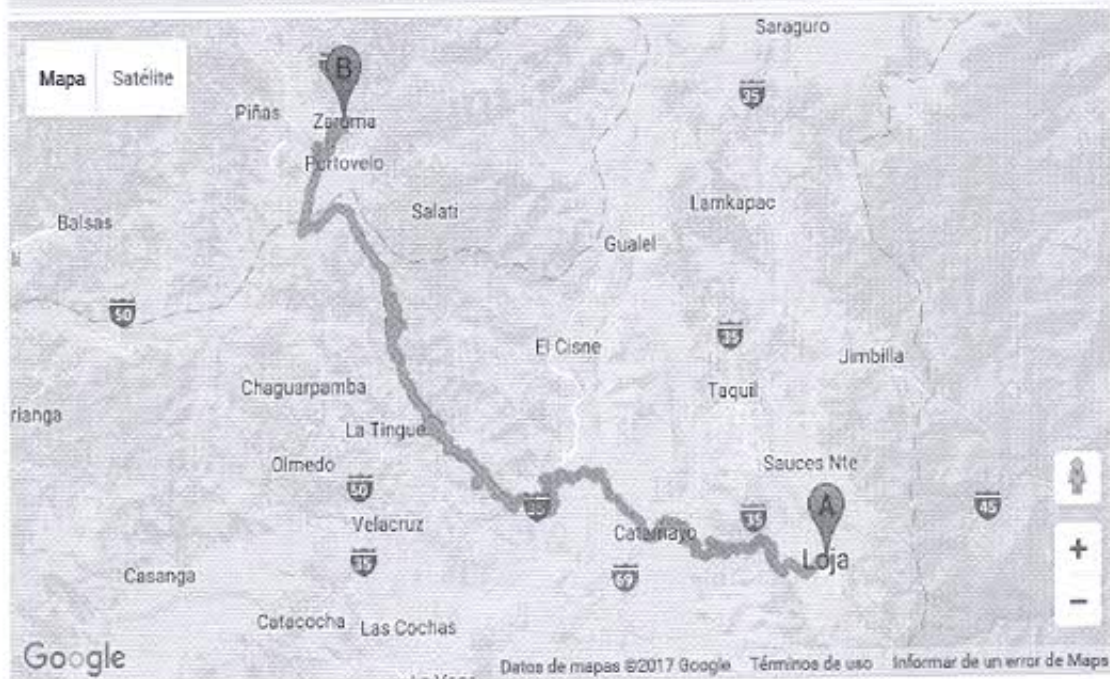 Saraguro
Mapa Satélite
B
35
Piñas
Zaruma
Portovelo
Lamkapac
Salati
Balsas
Gualel
50
35
El Cisne
Jimbilla
Chaguarpamba
Taquil
rianga
La Tingue
Sauces Nte
Olmedo
50
A
45
35
35
Velacruz
Catamayo
+
Loja
35
Casanga
69
−
Catacocha
Las Cochas
Google
Datos de mapas ©2017 Google Términos de uso Informar de un error de Maps